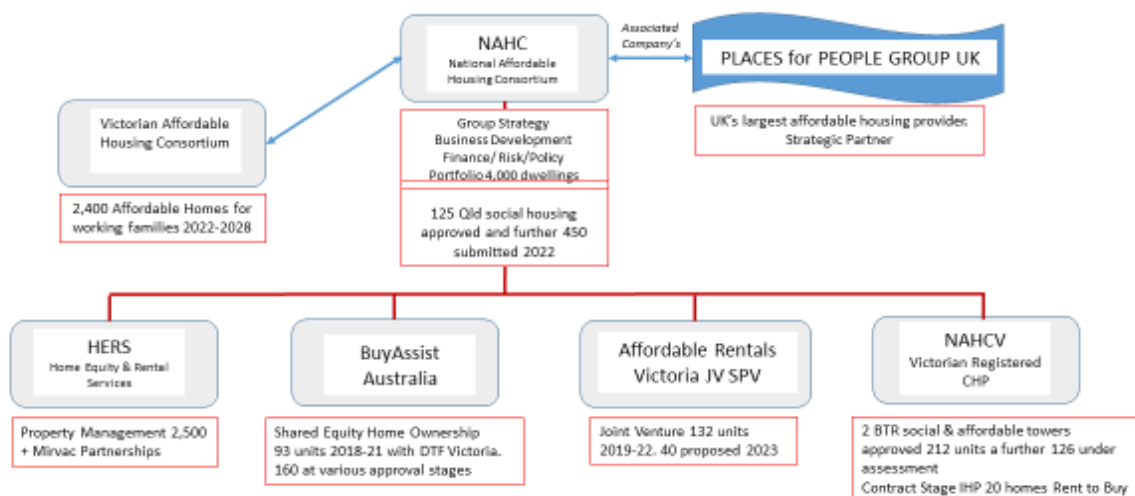 NAHC
National Affordable
Housing Consortium
Associated
Company's
PLACES for PEOPLE GROUP UK
UK's largest affordable housing provider.
Strategic Partner
Victorian Affordable
Housing Consortium
2,400 Affordable Homes for
working families 2022-2028
Group Strategy
Business Development
Finance/ Risk/Policy
Portfolio 4,000 dwellings
125 Qld social housing
approved and further 450
submitted 2022
HERS
Home Equity & Rental
Services
Property Management 2,500
+ Mirvac Partnerships
BuyAssist
Australia
Shared Equity Home Ownership
93 units 2018-21 with DTF Victoria.
160 at various approval stages
Affordable Rentals
Victoria JV SPV
Joint Venture 132 units
2019-22. 40 proposed 2023
NAHCV
Victorian Registered
CHP
2 BTR social & affordable towers
approved 212 units a further 126 under
assessment
Contract Stage IHP 20 homes Rent to Buy